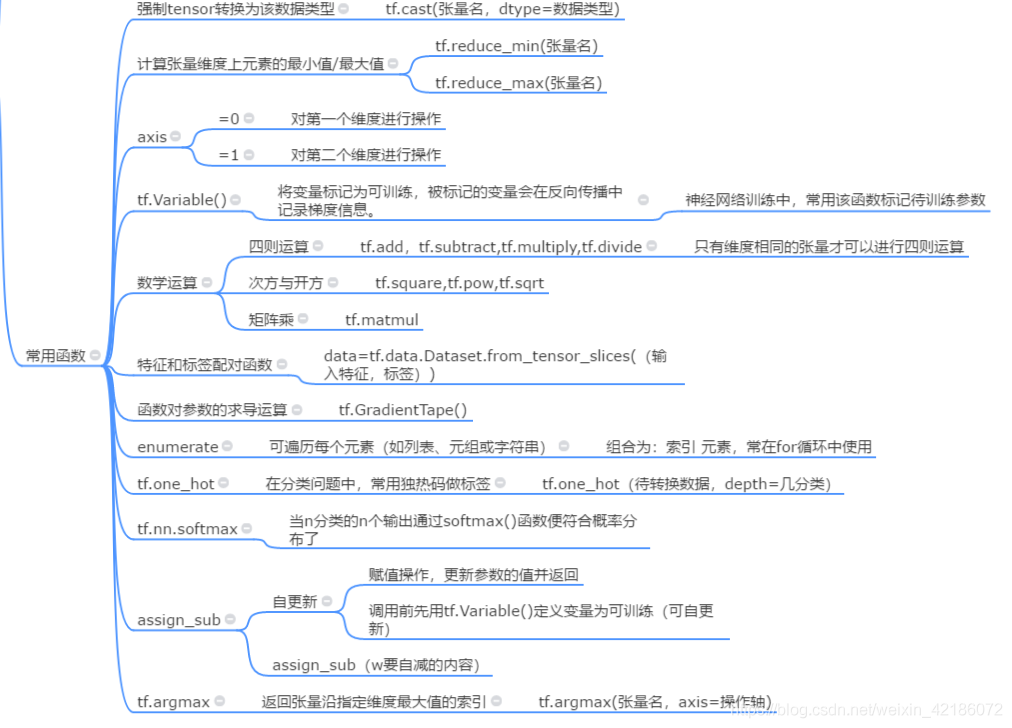 强制tensor转换为该数据类型
tf.cast(张量名，dtype=数据类型)
计算张量维度上元素的最小值/最大值
tf.reduce_min(张量名)
tf.reduce_max(张量名)
axis
=0
对第一个维度进行操作
=1
对第二个维度进行操作
tf.Variable()
将变量标记为可训练，被标记的变量会在反向传播中
记录梯度信息。
神经网络训练中，常用该函数标记待训练参数
数学运算
四则运算
tf.add，tf.subtract,tf.multiply,tf.divide
只有维度相同的张量才可以进行四则运算
次方与开方
tf.square,tf.pow,tf.sqrt
矩阵乘
tf.matmul
常用函数
特征和标签配对函数
data=tf.data.Dataset.from_tensor_slices(（输
入特征，标签）)
函数对参数的求导运算
tf.GradientTape()
enumerate
可遍历每个元素（如列表、元组或字符串）
组合为：索引 元素，常在for循环中使用
tf.one_hot
在分类问题中，常用独热码做标签
tf.one_hot（待转换数据，depth=几分类）
tf.nn.softmax
当n分类的n个输出通过softmax()函数便符合概率分
布了
assign_sub
自更新
赋值操作，更新参数的值并返回
调用前先用tf.Variable()定义变量为可训练（可自更
新）
assign_sub（w要自减的内容）
tf.argmax
返回张量沿指定维度最大值的索引
tf.argmax(张量名，axis=操作轴)
https://blog.csdn.net/weixin_42186072